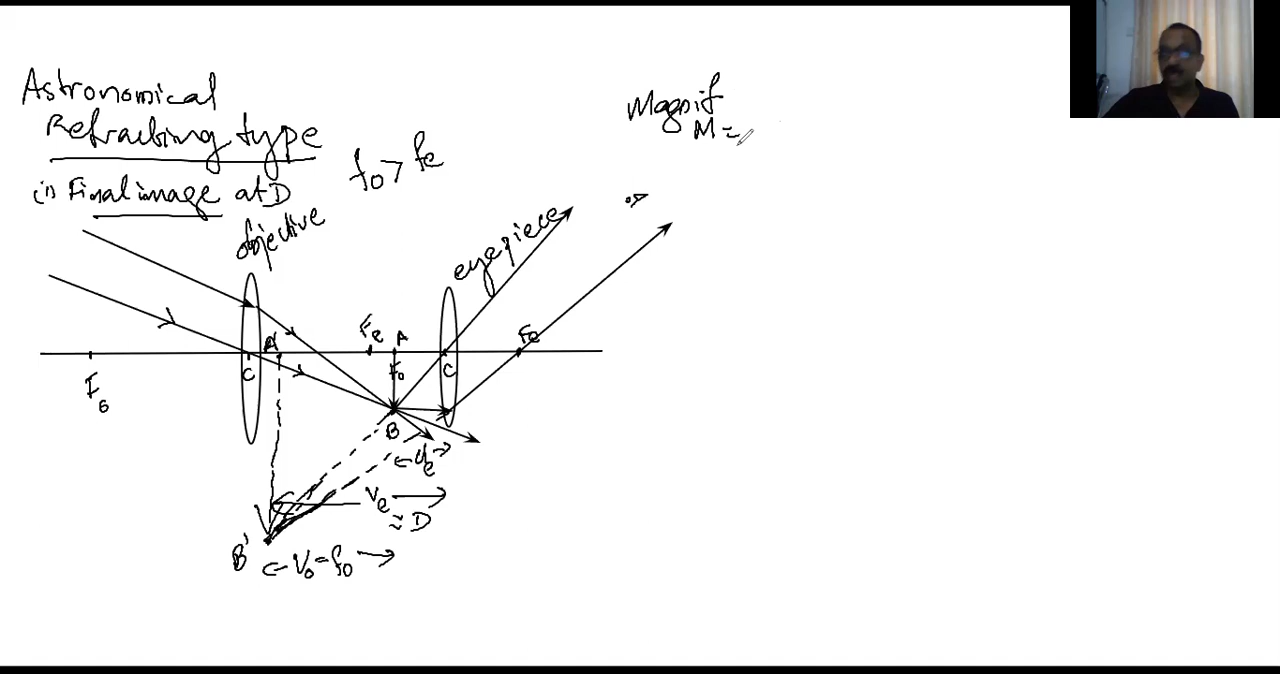 Astronomical
Refracting type
(i) Final image at D
fo > fe
objective
eyepiece
Magnif
M =
Fo
C
A'
Fe
A
Fo
C
Fe
B
ue
ve
≈ D
B'
vo = fo